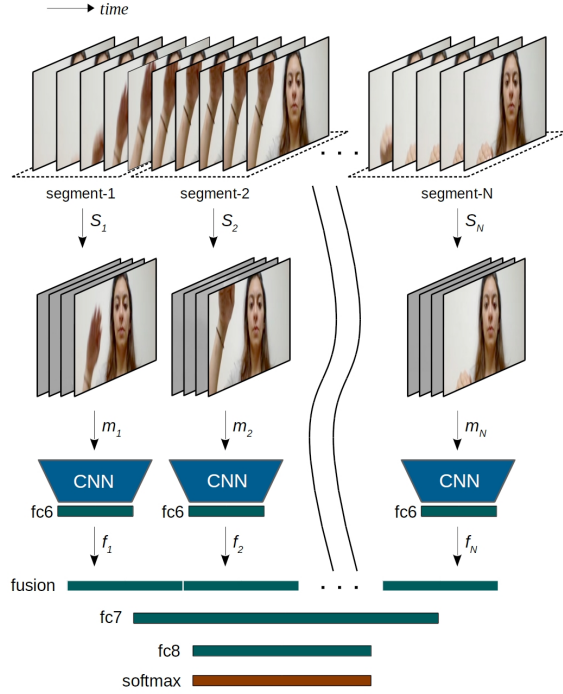 time
segment-1 segment-2 . . . segment-N
S1 S2 SN
m1 m2 mN
CNN CNN CNN
fc6 fc6 fc6
f1 f2 fN
fusion . . .
fc7
fc8
softmax